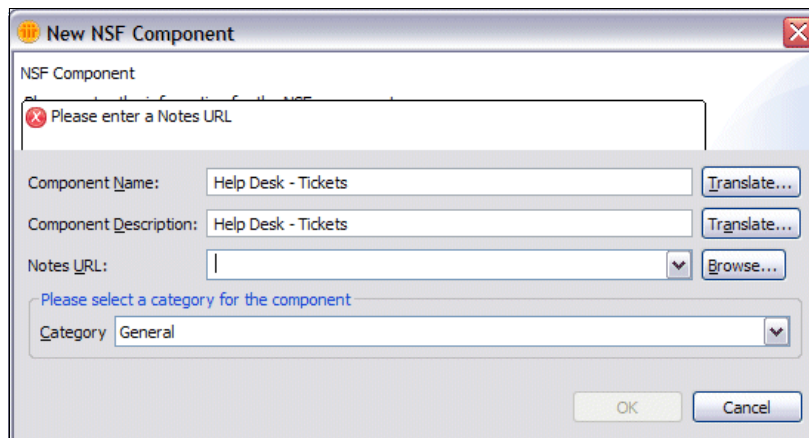 New NSF Component
NSF Component
Please enter a Notes URL
Component Name: Help Desk - Tickets Translate...
Component Description: Help Desk - Tickets Translate...
Notes URL: Browse...
Please select a category for the component
Category General
OK Cancel